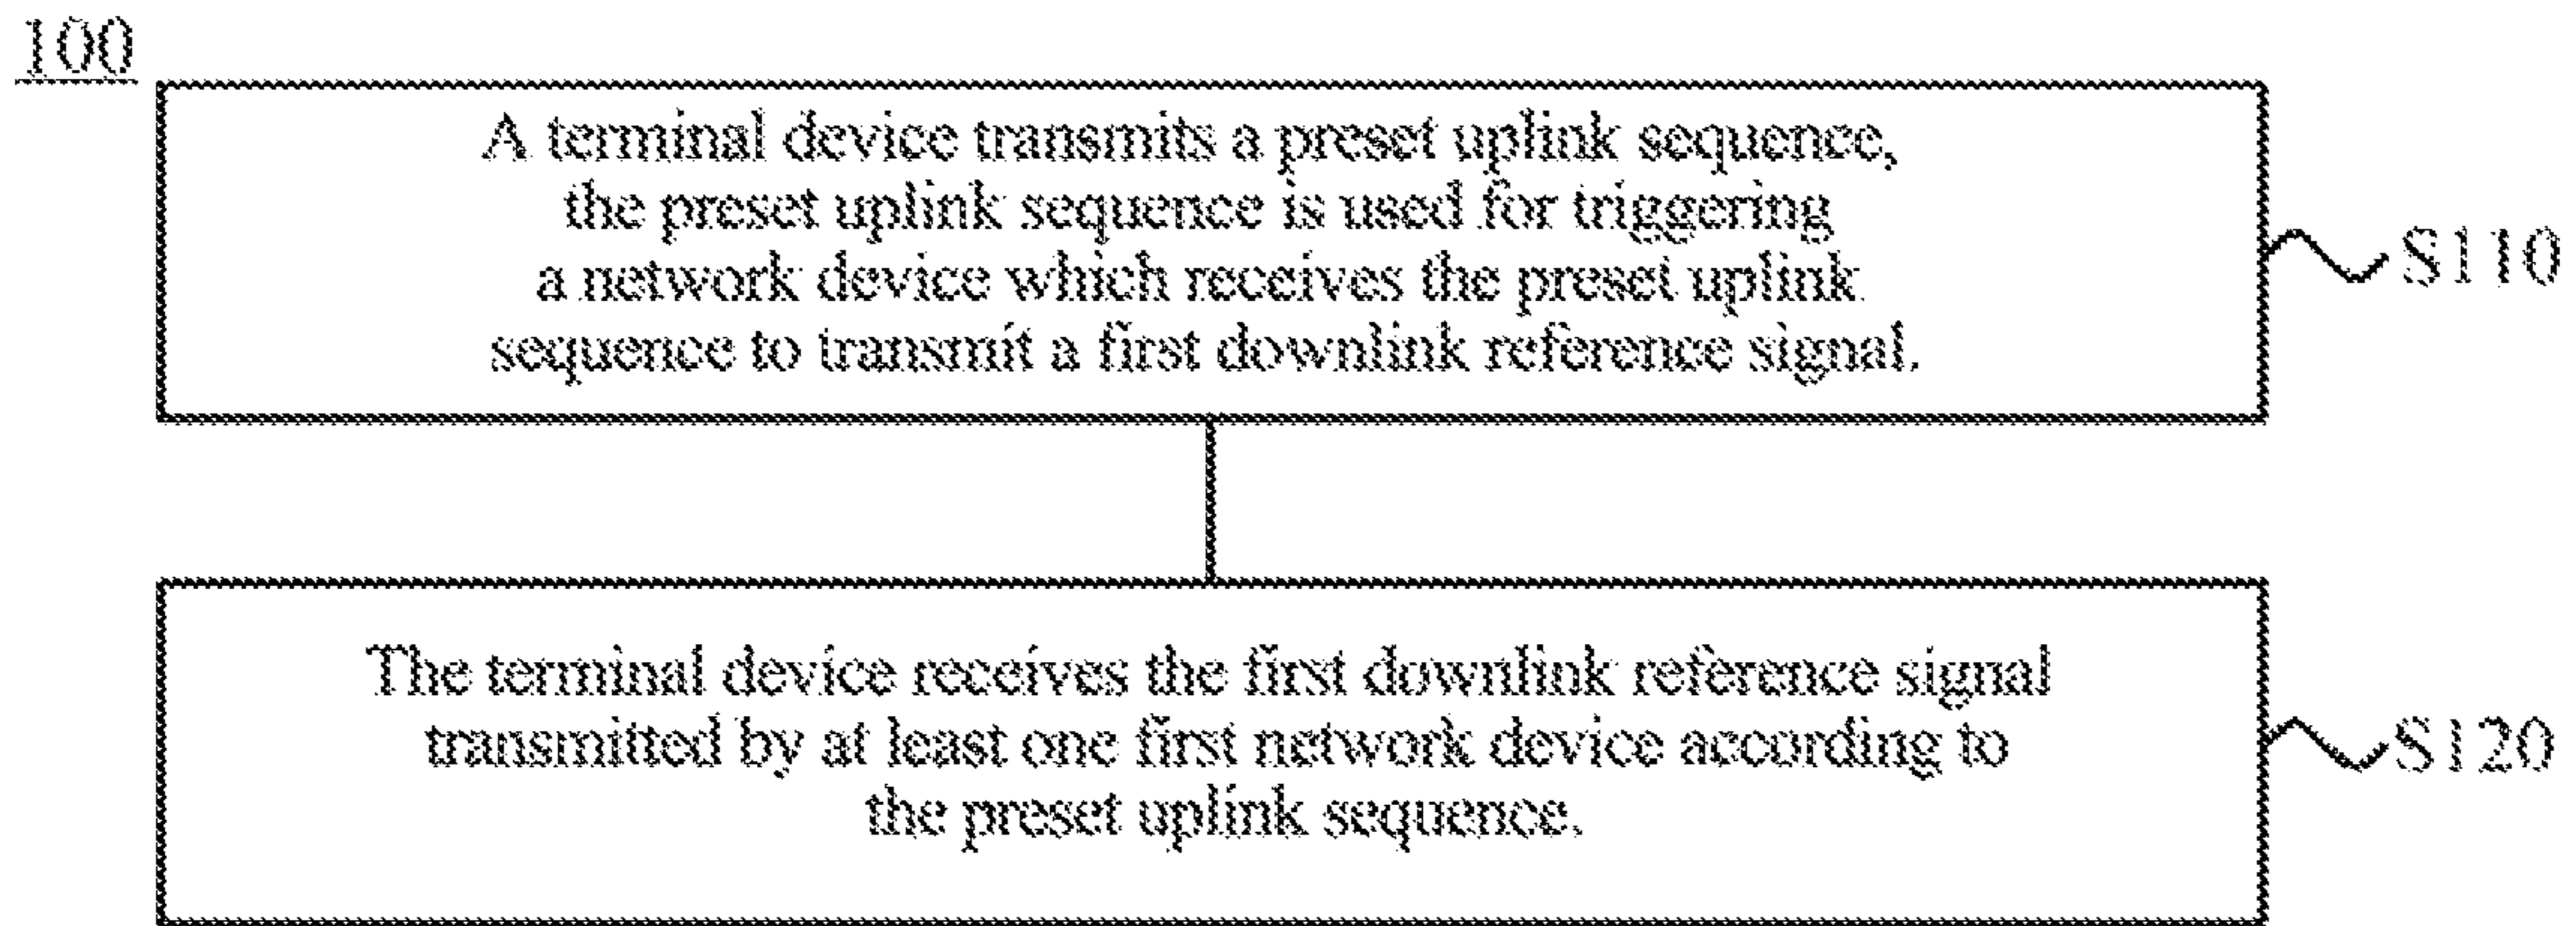 100
A terminal device transmits a preset uplink sequence,
the preset uplink sequence is used for triggering
a network device which receives the preset uplink
sequence to transmit a first downlink reference signal.
S110
The terminal device receives the first downlink reference signal
transmitted by at least one first network device according to
the preset uplink sequence.
S120